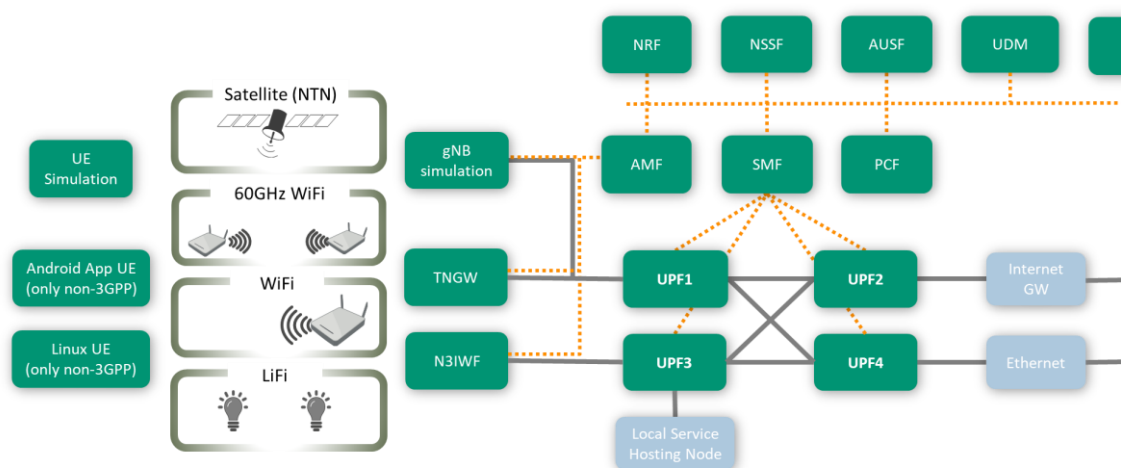 NRF
NSSF
AUSF
UDM
Satellite (NTN)
UE
Simulation
gNB
simulation
AMF
SMF
PCF
60GHz WiFi
Android App UE
(only non-3GPP)
TNGW
UPF1
UPF2
Internet
GW
WiFi
Linux UE
(only non-3GPP)
N3IWF
UPF3
UPF4
Ethernet
LiFi
Local Service
Hosting Node